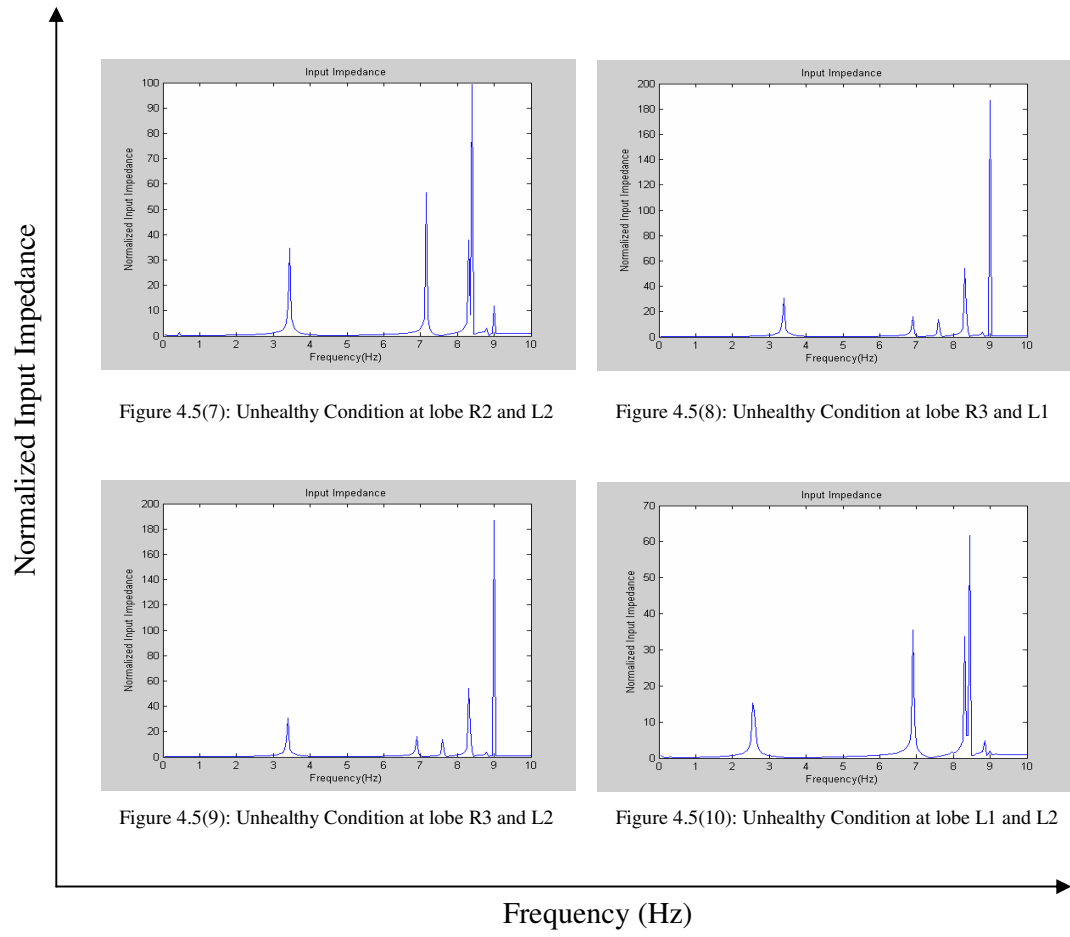 Normalized Input Impedance
Input Impedance
Normalized Input Impedance
100
90
80
70
60
50
40
30
20
10
0
0 1 2 3 4 5 6 7 8 9 10
Frequency(Hz)
Figure 4.5(7): Unhealthy Condition at lobe R2 and L2
Input Impedance
Normalized Input Impedance
200
180
160
140
120
100
80
60
40
20
0
0 1 2 3 4 5 6 7 8 9 10
Frequency(Hz)
Figure 4.5(8): Unhealthy Condition at lobe R3 and L1
Input Impedance
Normalized Input Impedance
200
180
160
140
120
100
80
60
40
20
0
0 1 2 3 4 5 6 7 8 9 10
Frequency(Hz)
Figure 4.5(9): Unhealthy Condition at lobe R3 and L2
Input Impedance
Normalized Input Impedance
70
60
50
40
30
20
10
0
0 1 2 3 4 5 6 7 8 9 10
Frequency(Hz)
Figure 4.5(10): Unhealthy Condition at lobe L1 and L2
Frequency (Hz)